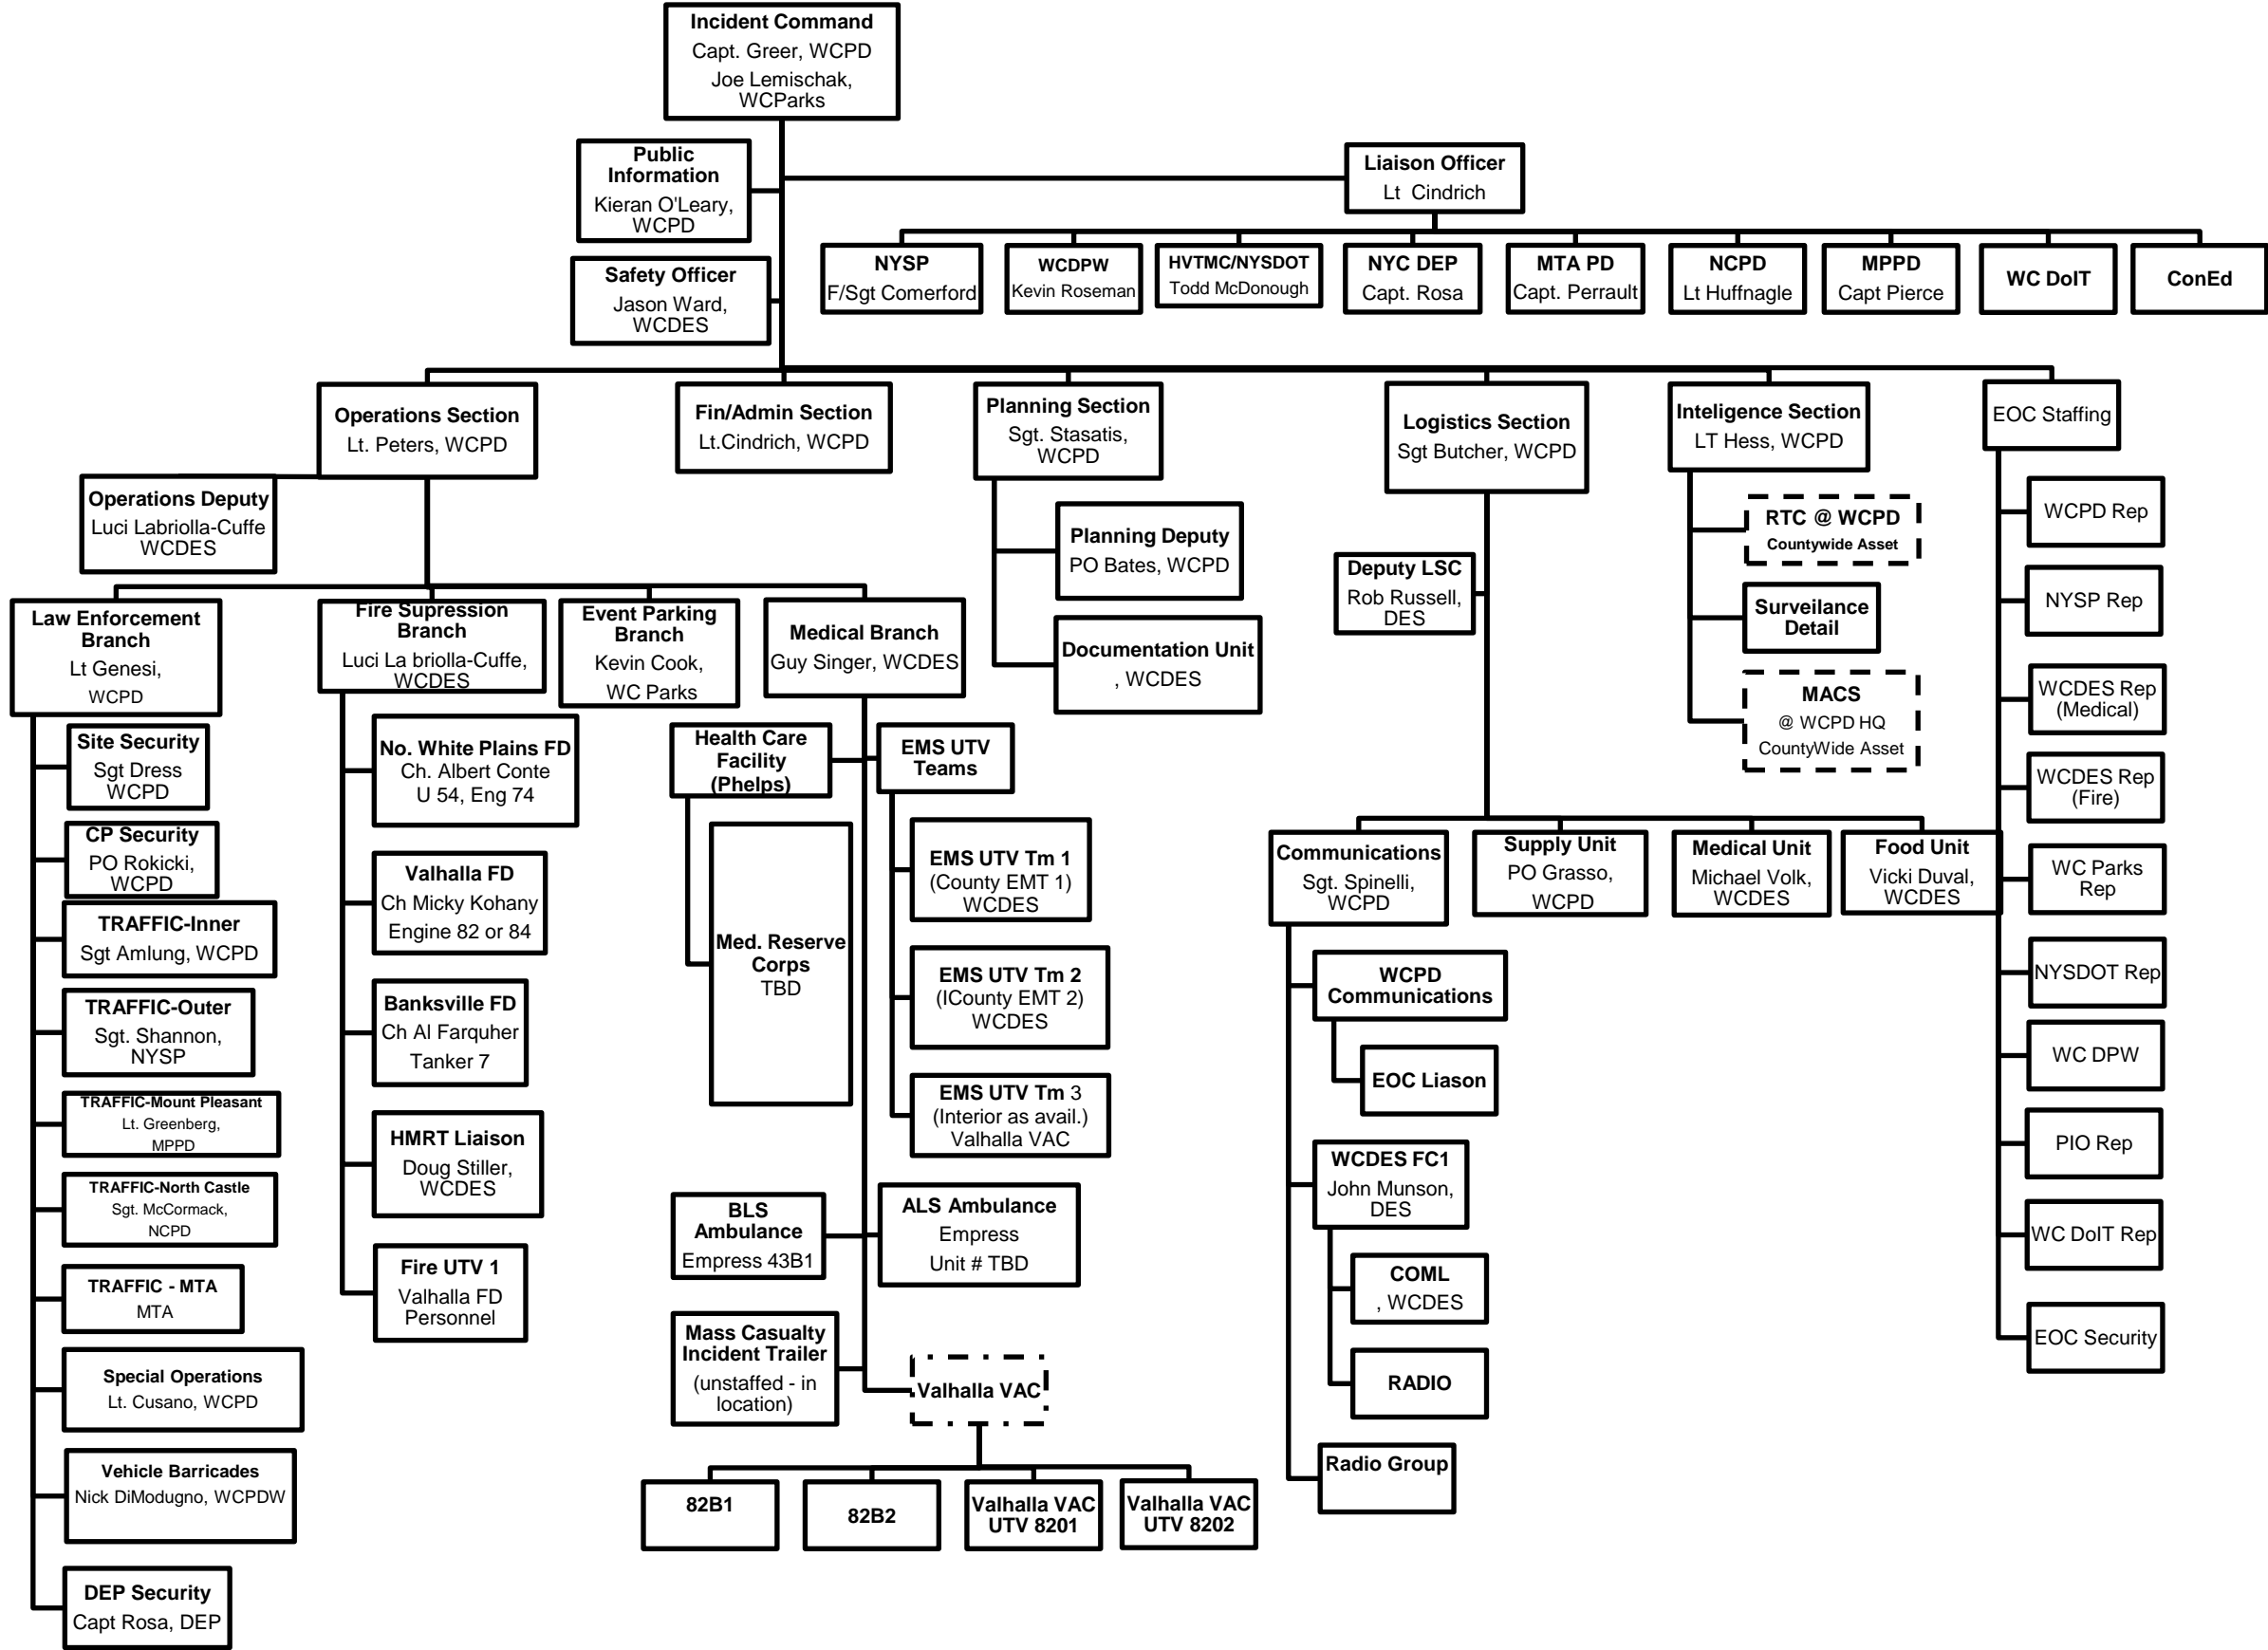 Incident Command
Capt. Greer, WCPD
Joe Lemischak,
WCParks
Public
Information
Kieran O'Leary,
WCPD
Liaison Officer
Lt  Cindrich
Safety Officer
Jason Ward,
WCDES
NYSP
F/Sgt Comerford
WCDPW
Kevin Roseman
HVTMC/NYSDOT
Todd McDonough
NYC DEP
Capt. Rosa
MTA PD
Capt. Perrault
NCPD
Lt Huffnagle
MPPD
Capt Pierce
WC DoIT
ConEd
Operations Section
Lt. Peters, WCPD
Fin/Admin Section
Lt.Cindrich, WCPD
Planning Section
Sgt. Stasatis,
WCPD
Logistics Section
Sgt Butcher, WCPD
Inteligence Section
LT Hess, WCPD
EOC Staffing
Operations Deputy
Luci Labriolla-Cuffe
WCDES
Planning Deputy
PO Bates, WCPD
Documentation Unit
, WCDES
Deputy LSC
Rob Russell,
DES
RTC @ WCPD
Countywide Asset
Surveilance
Detail
MACS
@ WCPD HQ
CountyWide Asset
WCPD Rep
NYSP Rep
WCDES Rep
(Medical)
WCDES Rep
(Fire)
WC Parks
Rep
NYSDOT Rep
WC DPW
PIO Rep
WC DoIT Rep
EOC Security
Law Enforcement
Branch
Lt Genesi,
WCPD
Fire Supression
Branch
Luci La briolla-Cuffe,
WCDES
Event Parking
Branch
Kevin Cook,
WC Parks
Medical Branch
Guy Singer, WCDES
Site Security
Sgt Dress
WCPD
CP Security
PO Rokicki,
WCPD
TRAFFIC-Inner
Sgt Amlung, WCPD
TRAFFIC-Outer
Sgt. Shannon,
NYSP
TRAFFIC-Mount Pleasant
Lt. Greenberg,
MPPD
TRAFFIC-North Castle
Sgt. McCormack,
NCPD
TRAFFIC - MTA
MTA
Special Operations
Lt. Cusano, WCPD
Vehicle Barricades
Nick DiModugno, WCPDW
DEP Security
Capt Rosa, DEP
No. White Plains FD
Ch. Albert Conte
U 54, Eng 74
Valhalla FD
Ch Micky Kohany
Engine 82 or 84
Banksville FD
Ch Al Farquher
Tanker 7
HMRT Liaison
Doug Stiller,
WCDES
Fire UTV 1
Valhalla FD
Personnel
Health Care
Facility
(Phelps)
Med. Reserve
Corps
TBD
EMS UTV
Teams
EMS UTV Tm 1
(County EMT 1)
WCDES
EMS UTV Tm 2
(ICounty EMT 2)
WCDES
EMS UTV Tm 3
(Interior as avail.)
Valhalla VAC
BLS
Ambulance
Empress 43B1
ALS Ambulance
Empress
Unit # TBD
Mass Casualty
Incident Trailer
(unstaffed - in
location)
Valhalla VAC
82B1
82B2
Valhalla VAC
UTV 8201
Valhalla VAC
UTV 8202
Communications
Sgt. Spinelli,
WCPD
Supply Unit
PO Grasso,
WCPD
Medical Unit
Michael Volk,
WCDES
Food Unit
Vicki Duval,
WCDES
WCPD
Communications
EOC Liason
WCDES FC1
John Munson,
DES
COML
, WCDES
RADIO
Radio Group